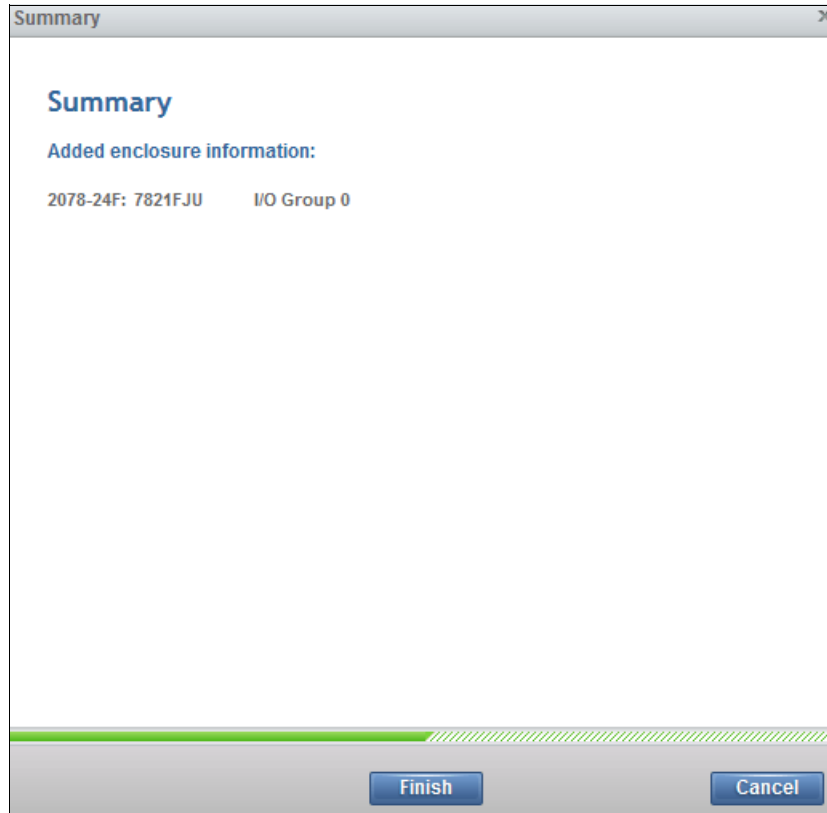 Summary
Summary
Added enclosure information:
2078-24F: 7821FJU I/O Group 0
Finish Cancel